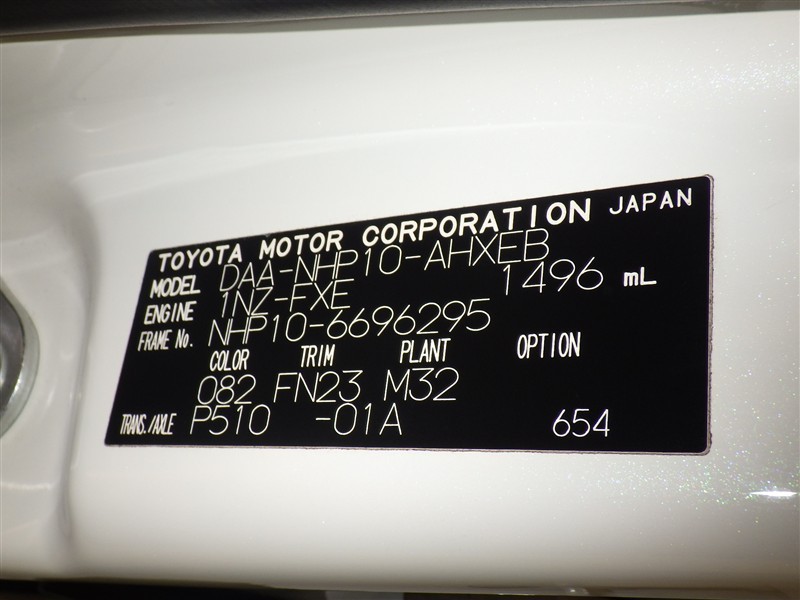 TOYOTA MOTOR CORPORATION JAPAN
MODEL DAA-NHP10-AHXEB
ENGINE 1NZ-FXE 1496 mL
FRAME No. NHP10-6696295
COLOR TRIM PLANT OPTION
082 FN23 M32
TRANS./AXLE P510 -01A 654